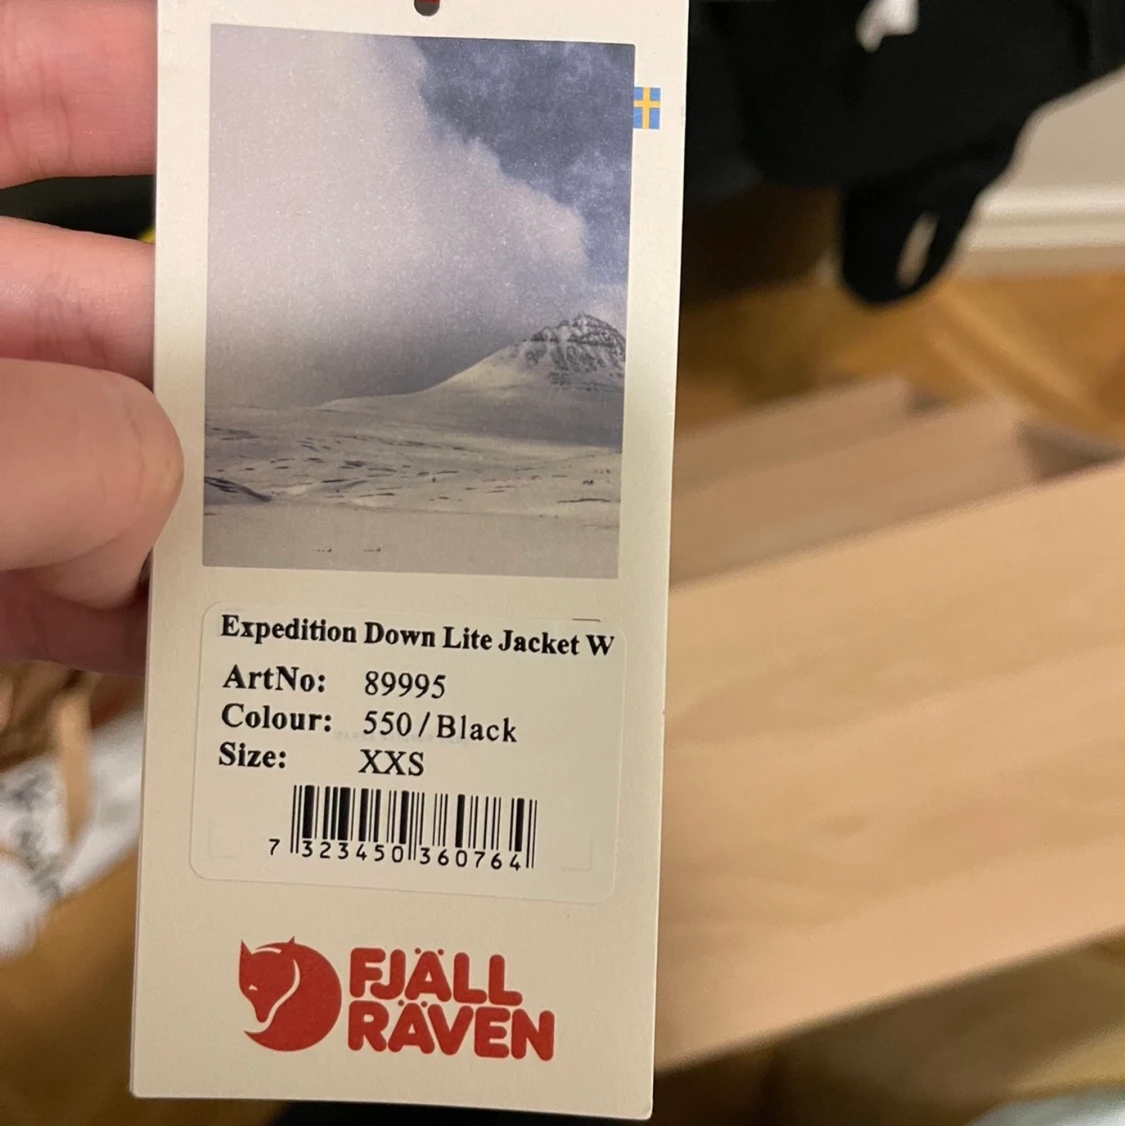 Expedition Down Lite Jacket W
ArtNo: 89995
Colour: 550/Black
Size: XXS
7 323450 360764
FJÄLL
RÄVEN